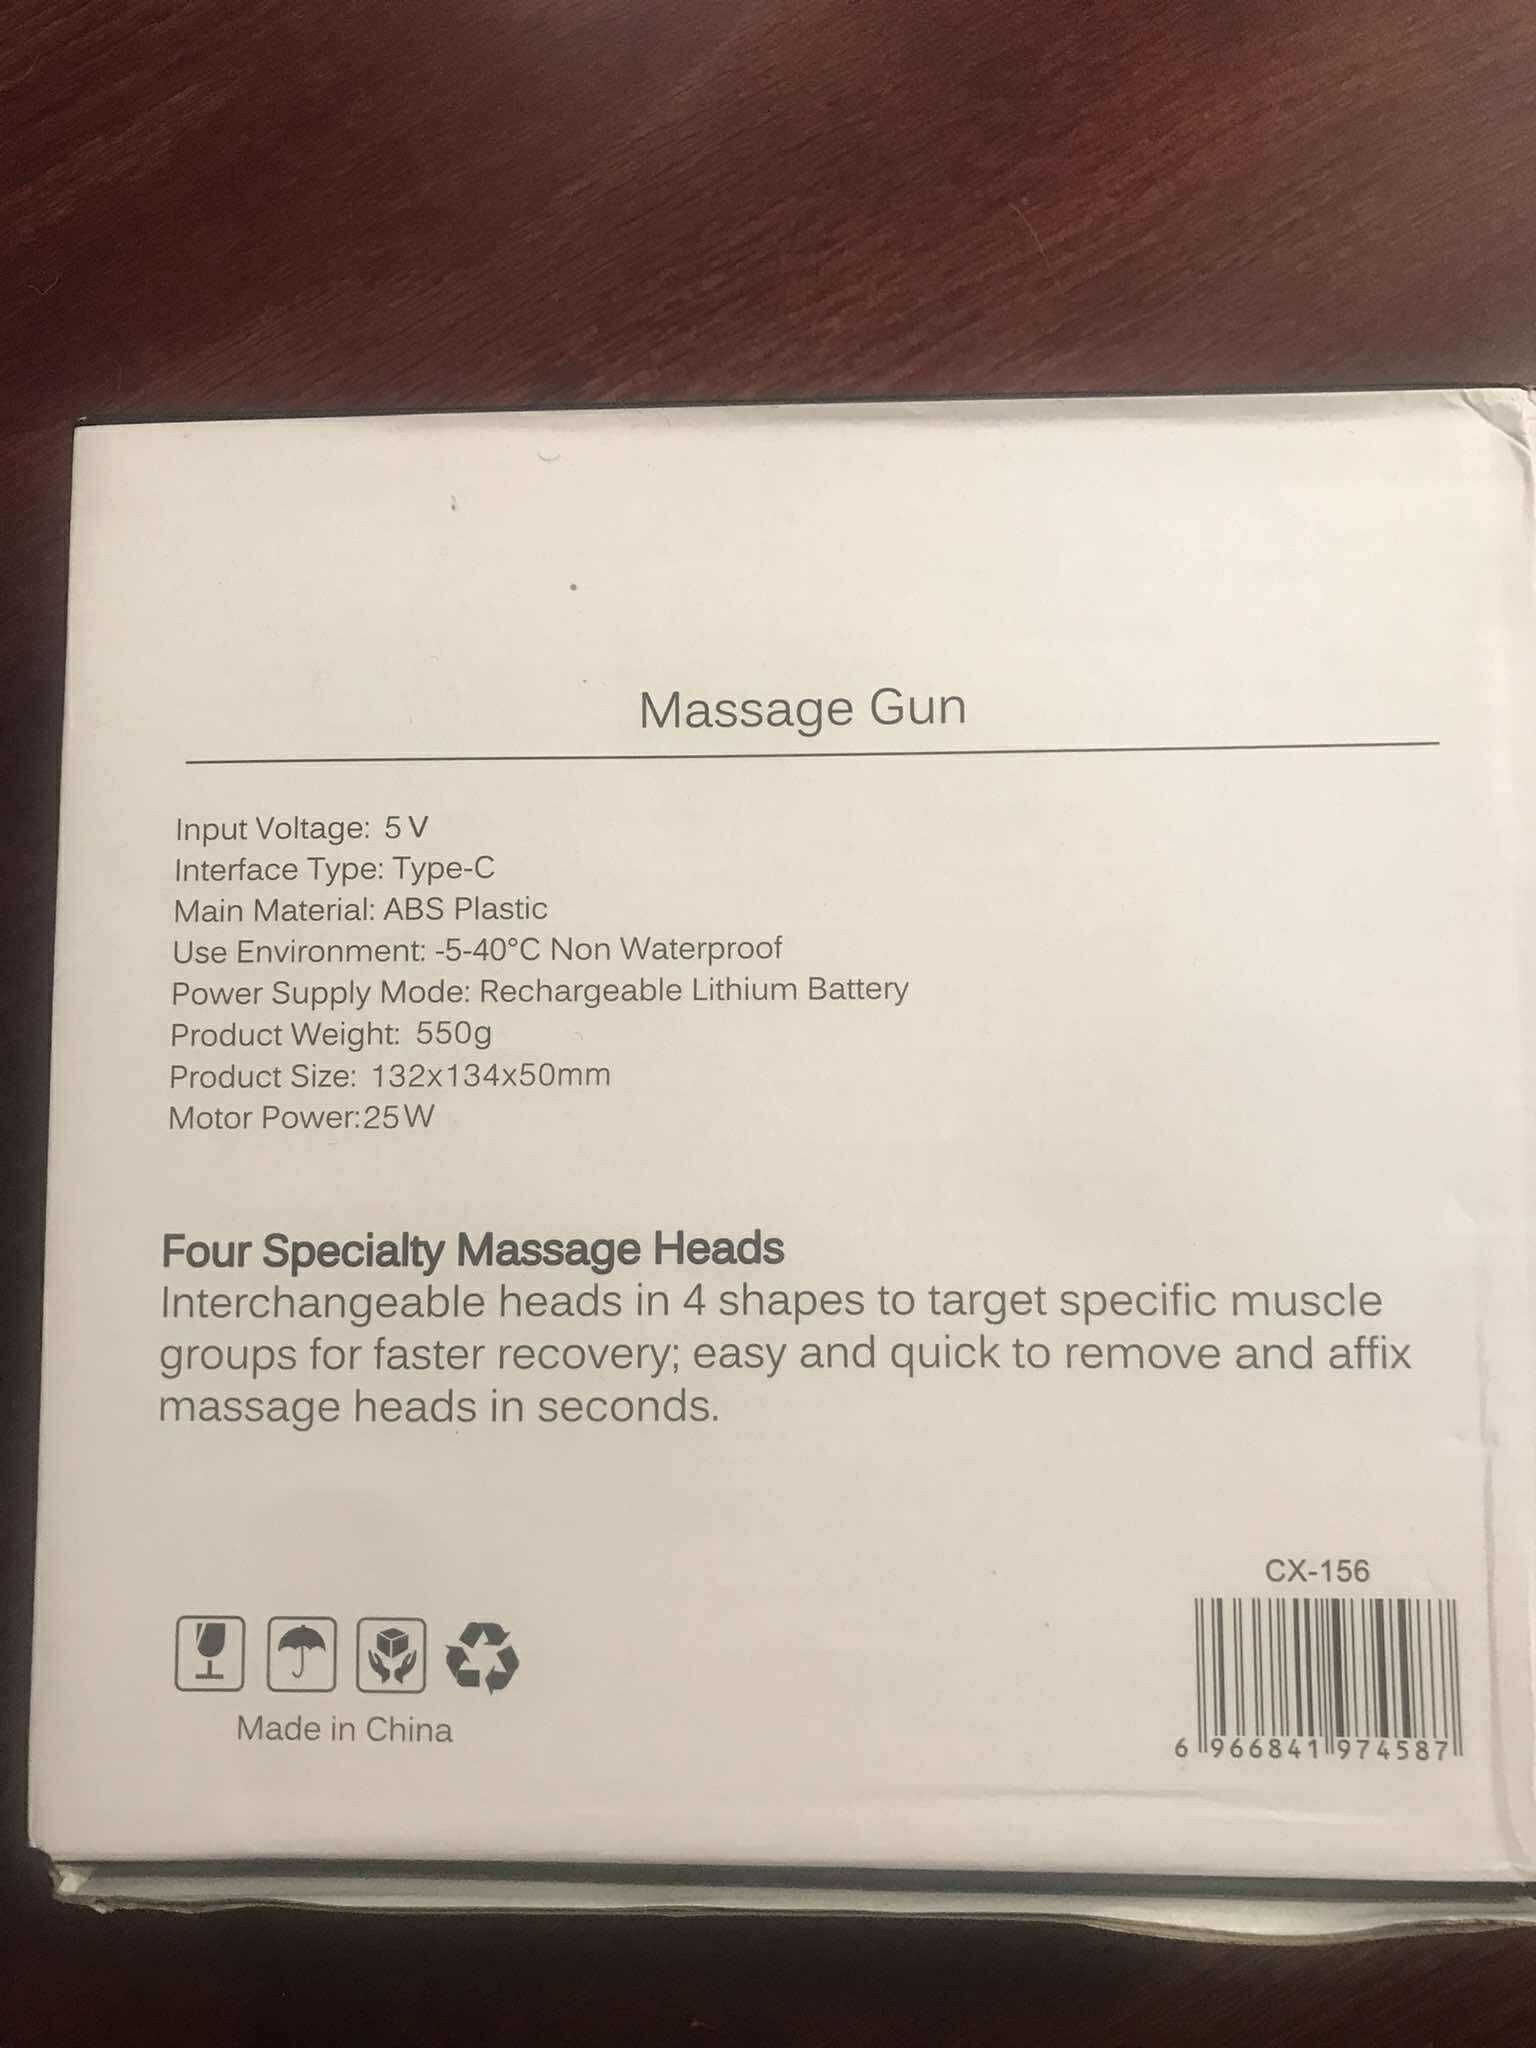 Massage Gun
Input Voltage: 5V
Interface Type: Type-C
Main Material: ABS Plastic
Use Environment: -5-40°C Non Waterproof
Power Supply Mode: Rechargeable Lithium Battery
Product Weight: 550g
Product Size: 132x134x50mm
Motor Power:25W
Four Specialty Massage Heads
Interchangeable heads in 4 shapes to target specific muscle
groups for faster recovery; easy and quick to remove and affix
massage heads in seconds.
CX-156
Made in China
6 966841 974587